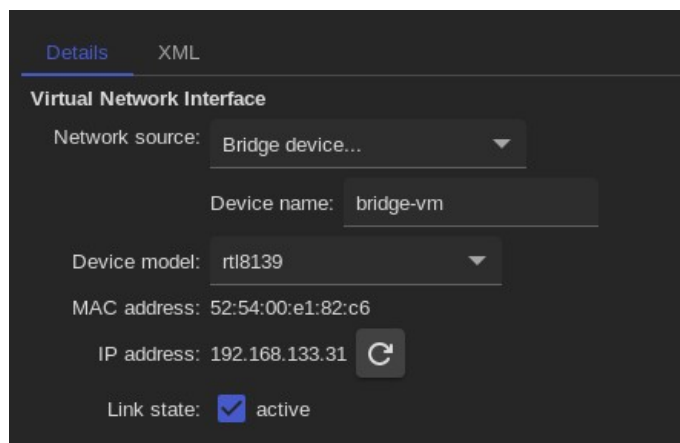 Details XML
Virtual Network Interface
Network source: Bridge device...
Device name: bridge-vm
Device model: rtl8139
MAC address: 52:54:00:e1:82:c6
IP address: 192.168.133.31
Link state: active